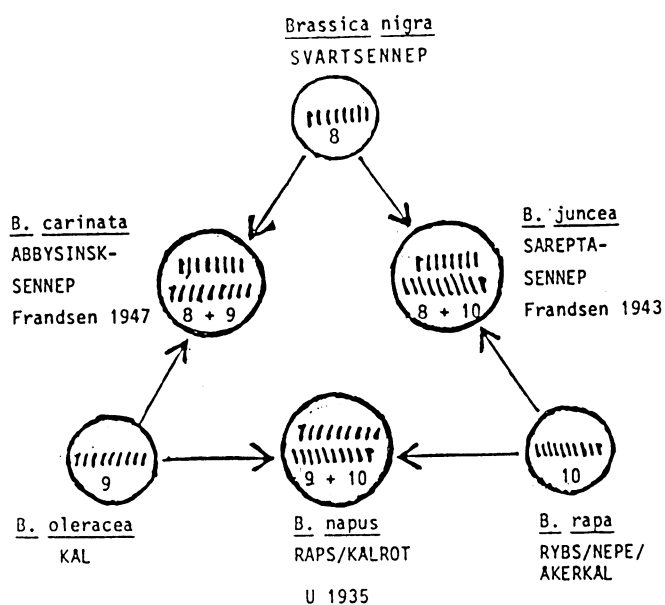 Brassica nigra
SVARTSENNEP
8
B. carinata
ABBYSINSK-
SENNEP
Frandsen 1947
8 + 9
B. juncea
SAREPTA-
SENNEP
Frandsen 1943
8 + 10
9
B. oleracea
KAL
9 + 10
B. napus
RAPS/KALROT
U 1935
10
B. rapa
RYBS/NEPE/
AKERKAL